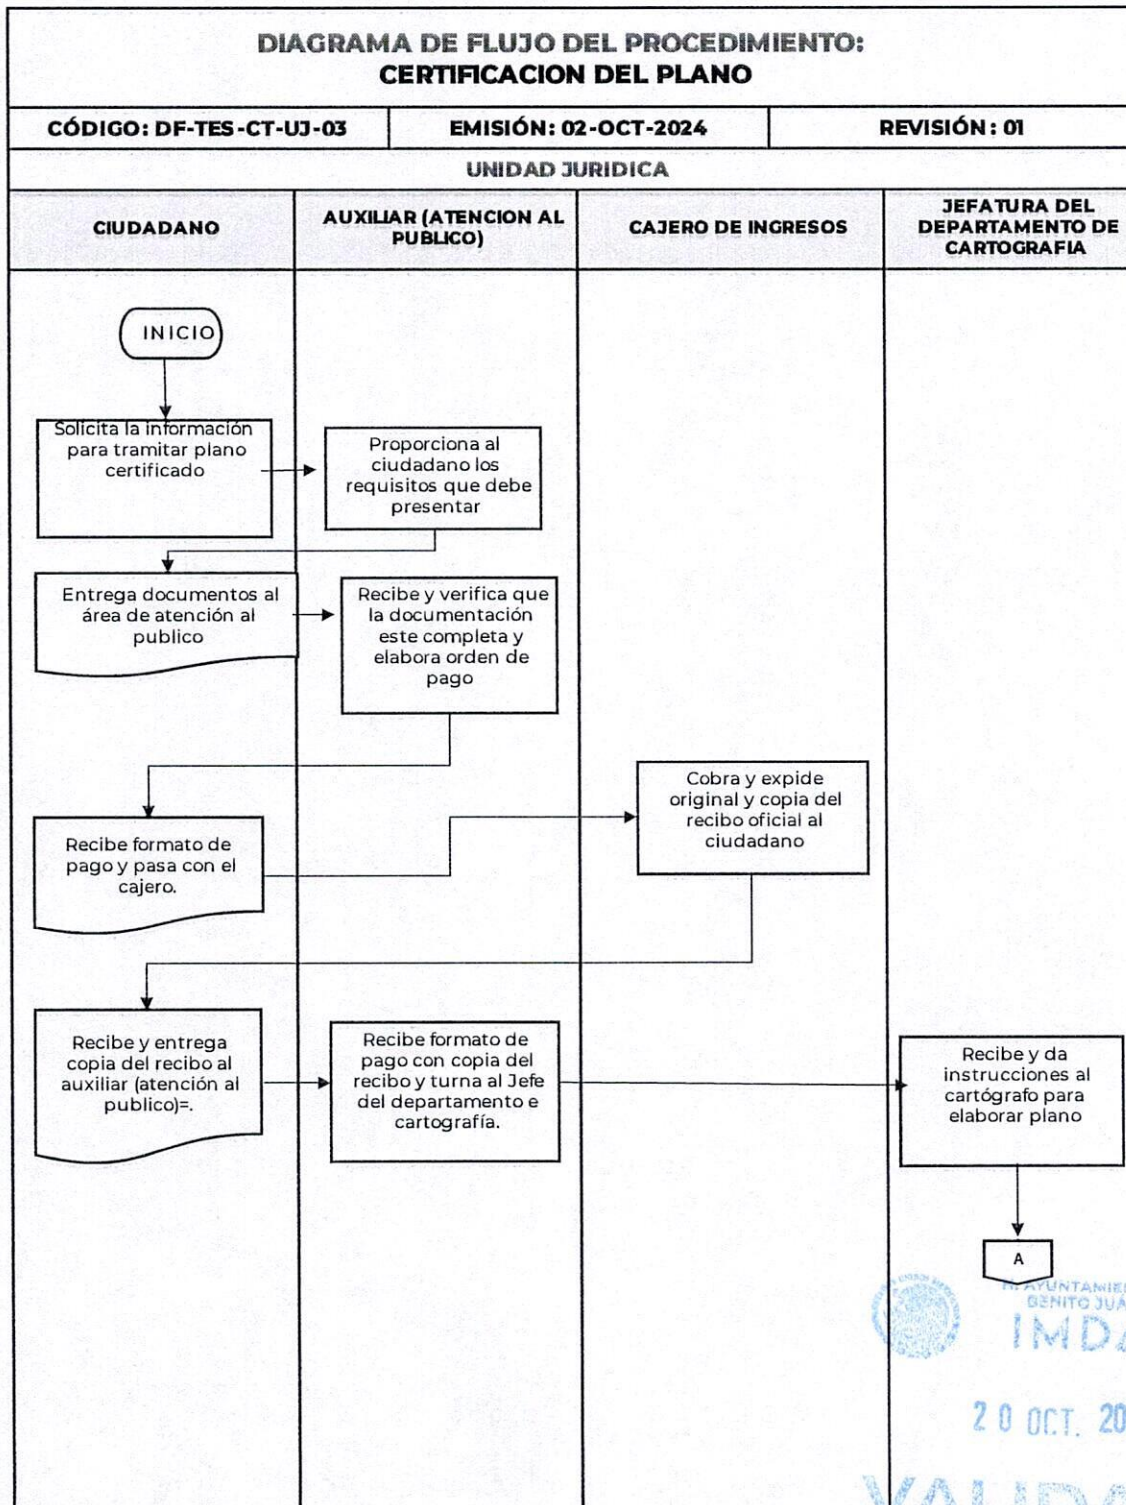 DIAGRAMA DE FLUJO DEL PROCEDIMIENTO:
CERTIFICACION DEL PLANO
CÓDIGO: DF-TES-CT-UJ-03
EMISIÓN: 02-OCT-2024
REVISIÓN: 01
UNIDAD JURIDICA
CIUDADANO
AUXILIAR (ATENCION AL
PUBLICO)
CAJERO DE INGRESOS
JEFATURA DEL
DEPARTAMENTO DE
CARTOGRAFIA
INICIO
Solicita la información
para tramitar plano
certificado
Proporciona al
ciudadano los
requisitos que debe
presentar
Entrega documentos al
área de atención al
publico
Recibe y verifica que
la documentación
este completa y
elabora orden de
pago
Recibe formato de
pago y pasa con el
cajero.
Cobra y expide
original y copia del
recibo oficial al
ciudadano
Recibe y entrega
copia del recibo al
auxiliar (atención al
publico)=.
Recibe formato de
pago con copia del
recibo y turna al Jefe
del departamento e
cartografía.
Recibe y da
instrucciones al
cartógrafo para
elaborar plano
A
BENITO
20 OCT.